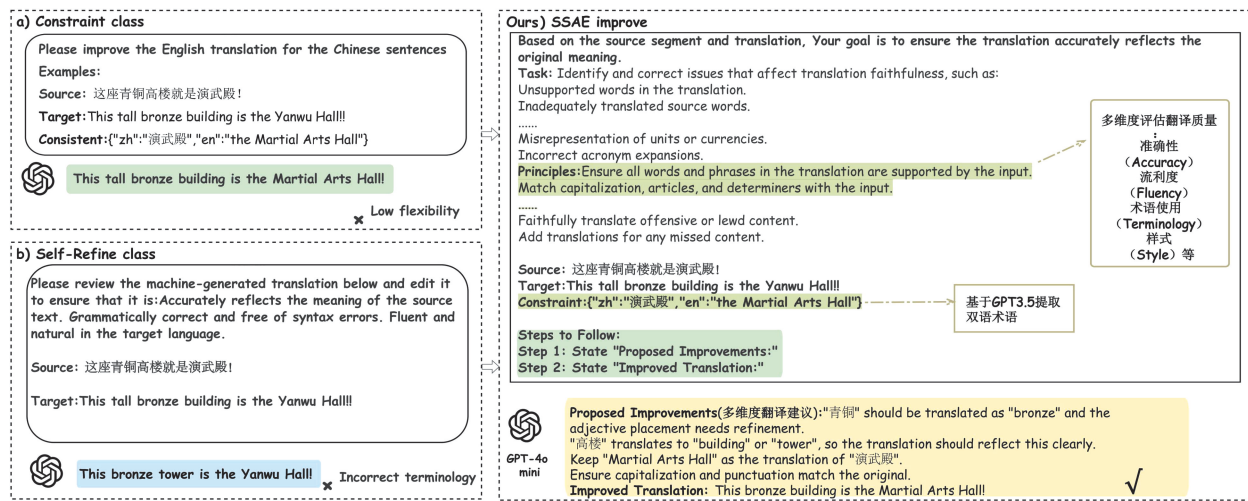 a) Constraint class
Please improve the English translation for the Chinese sentences
Examples:
Source: 这座青铜高楼就是演武殿!
Target:This tall bronze building is the Yanwu Hall!!
Consistent:{"zh":"演武殿","en":"the Martial Arts Hall"}
This tall bronze building is the Martial Arts Hall!
× Low flexibility
b) Self-Refine class
Please review the machine-generated translation below and edit it
to ensure that it is:Accurately reflects the meaning of the source
text. Grammatically correct and free of syntax errors. Fluent and
natural in the target language.
Source: 这座青铜高楼就是演武殿!
Target:This tall bronze building is the Yanwu Hall!!
This bronze tower is the Yanwu Hall!
× Incorrect terminology
Ours) SSAE improve
Based on the source segment and translation, Your goal is to ensure the translation accurately reflects the
original meaning.
Task: Identify and correct issues that affect translation faithfulness, such as:
Unsupported words in the translation.
Inadequately translated source words.
......
Misrepresentation of units or currencies.
Incorrect acronym expansions.
Principles:Ensure all words and phrases in the translation are supported by the input.
Match capitalization, articles, and determiners with the input.
......
Faithfully translate offensive or lewd content.
Add translations for any missed content.
Source: 这座青铜高楼就是演武殿!
Target:This tall bronze building is the Yanwu Hall!!
Constraint:{"zh":"演武殿","en":"the Martial Arts Hall"}
Steps to Follow:
Step 1: State "Proposed Improvements:"
Step 2: State "Improved Translation:"
多维度评估翻译质量
:
准确性
(Accuracy)
流利度
(Fluency)
术语使用
(Terminology)
样式
(Style)等
基于GPT3.5提取
双语术语
GPT-4o
mini
Proposed Improvements(多维度翻译建议):"青铜" should be translated as "bronze" and the
adjective placement needs refinement.
"高楼" translates to "building" or "tower", so the translation should reflect this clearly.
Keep "Martial Arts Hall" as the translation of "演武殿".
Ensure capitalization and punctuation match the original.
Improved Translation: This bronze building is the Martial Arts Hall!
√